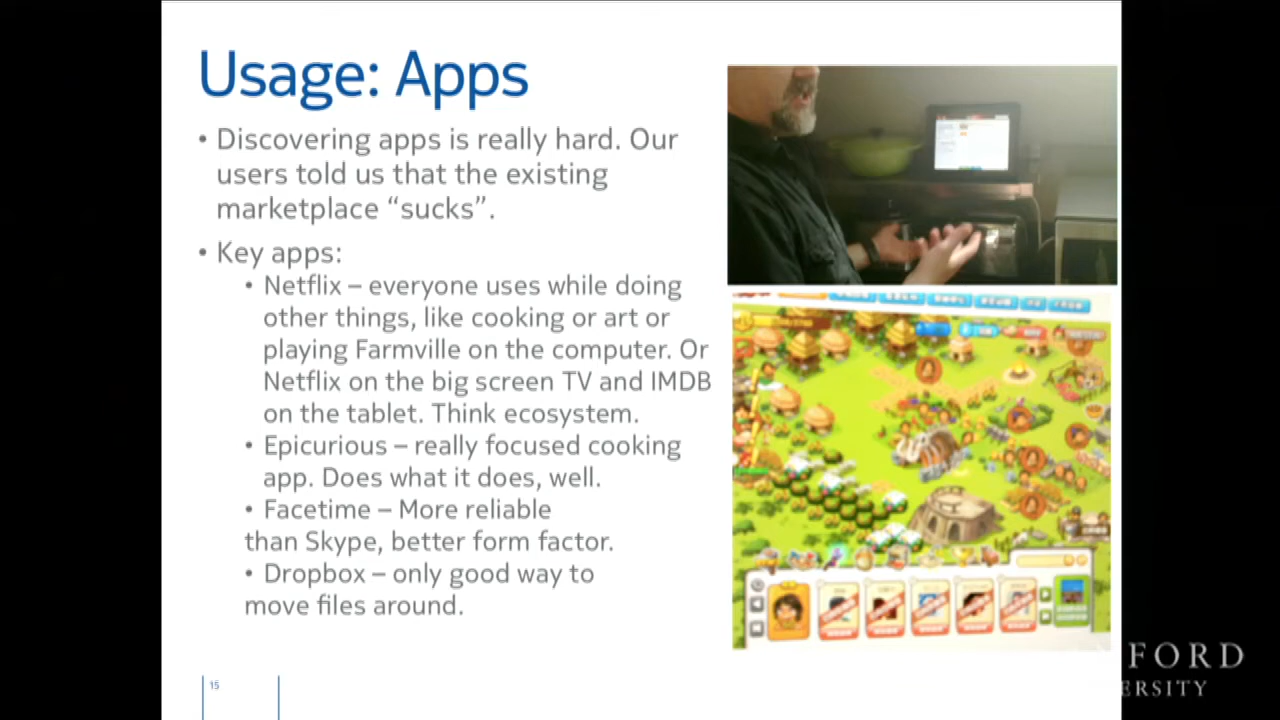 Usage: Apps
• Discovering apps is really hard. Our
users told us that the existing
marketplace “sucks”.
• Key apps:
• Netflix – everyone uses while doing
other things, like cooking or art or
playing Farmville on the computer. Or
Netflix on the big screen TV and IMDB
on the tablet. Think ecosystem.
• Epicurious – really focused cooking
app. Does what it does, well.
• Facetime – More reliable
than Skype, better form factor.
• Dropbox – only good way to
move files around.
15
FORD
ERSITY